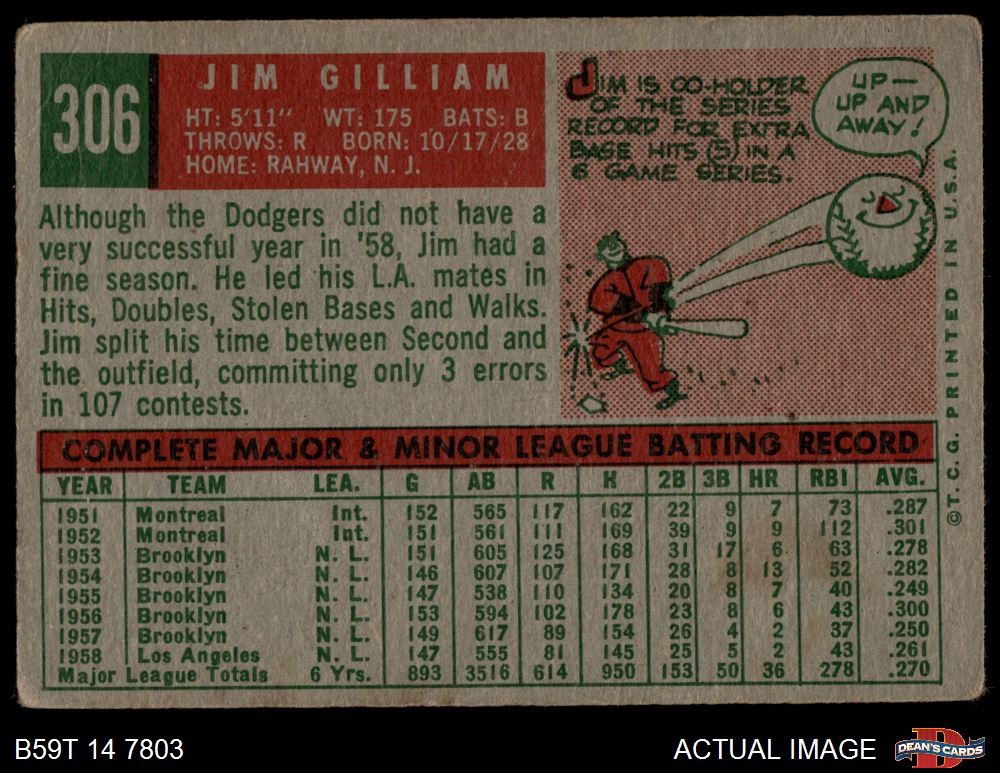 306
JIM GILLIAM
HT: 5'11" WT: 175 BATS: B
THROWS: R BORN: 10/17/28
HOME: RAHWAY, N. J.
JIM IS CO-HOLDER
OF THE SERIES
RECORD FOR EXTRA
BASE HITS (5) IN A
6 GAME SERIES.
UP—
UP AND
AWAY!
Although the Dodgers did not have a
very successful year in '58, Jim had a
fine season. He led his L.A. mates in
Hits, Doubles, Stolen Bases and Walks.
Jim split his time between Second and
the outfield, committing only 3 errors
in 107 contests.
©T. C. G. PRINTED IN U.S.A.
COMPLETE MAJOR & MINOR LEAGUE BATTING RECORD
YEAR TEAM LEA. G AB R H 2B 3B HR RBI AVG.
1951 Montreal Int. 152 565 117 162 22 9 7 73 .287
1952 Montreal Int. 151 561 111 169 39 9 9 112 .301
1953 Brooklyn N. L. 151 605 125 168 31 17 6 63 .278
1954 Brooklyn N. L. 146 607 107 171 28 8 13 52 .282
1955 Brooklyn N. L. 147 538 110 134 20 8 7 40 .249
1956 Brooklyn N. L. 153 594 102 178 23 8 6 43 .300
1957 Brooklyn N. L. 149 617 89 154 26 4 2 37 .250
1958 Los Angeles N. L. 147 555 81 145 25 5 2 43 .261
Major League Totals 6 Yrs. 893 3516 614 950 153 50 36 278 .270
B59T 14 7803
ACTUAL IMAGE
D
DEAN'S CARDS